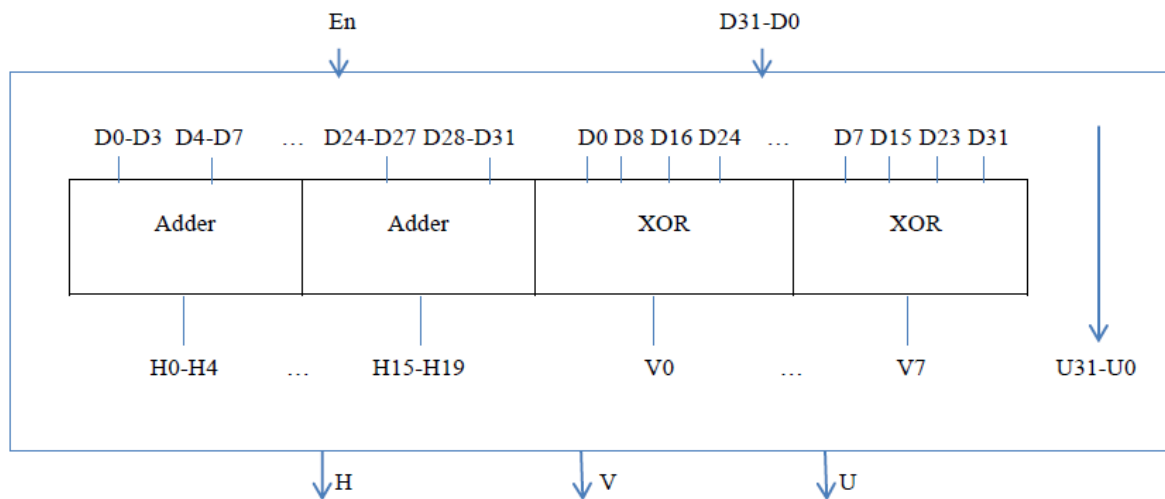 En D31-D0
D0-D3 D4-D7 … D24-D27 D28-D31 D0 D8 D16 D24 … D7 D15 D23 D31
Adder Adder XOR XOR
H0-H4 … H15-H19 V0 … V7 U31-U0
H V U